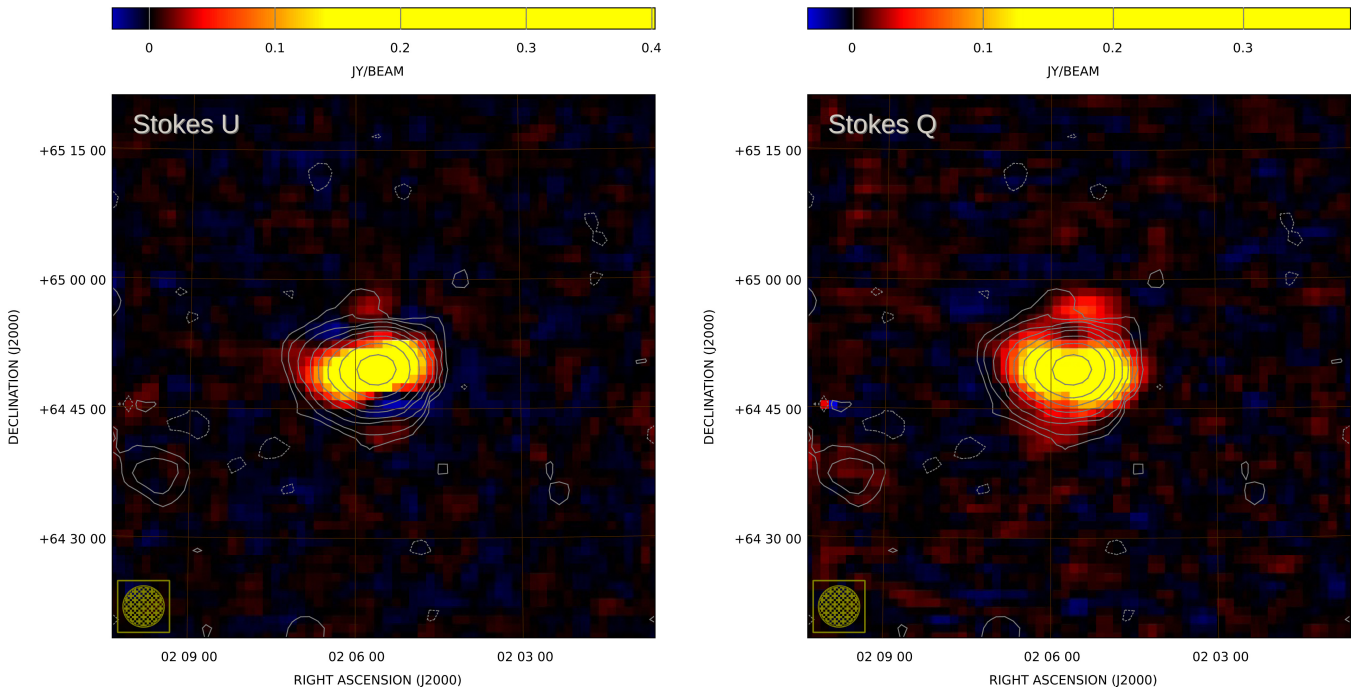 0 0.1 0.2 0.3 0.4
JY/BEAM
Stokes U
+65 15 00
+65 00 00
+64 45 00
+64 30 00
DECLINATION (J2000)
02 09 00 02 06 00 02 03 00
RIGHT ASCENSION (J2000)
0 0.1 0.2 0.3
JY/BEAM
Stokes Q
+65 15 00
+65 00 00
+64 45 00
+64 30 00
DECLINATION (J2000)
02 09 00 02 06 00 02 03 00
RIGHT ASCENSION (J2000)